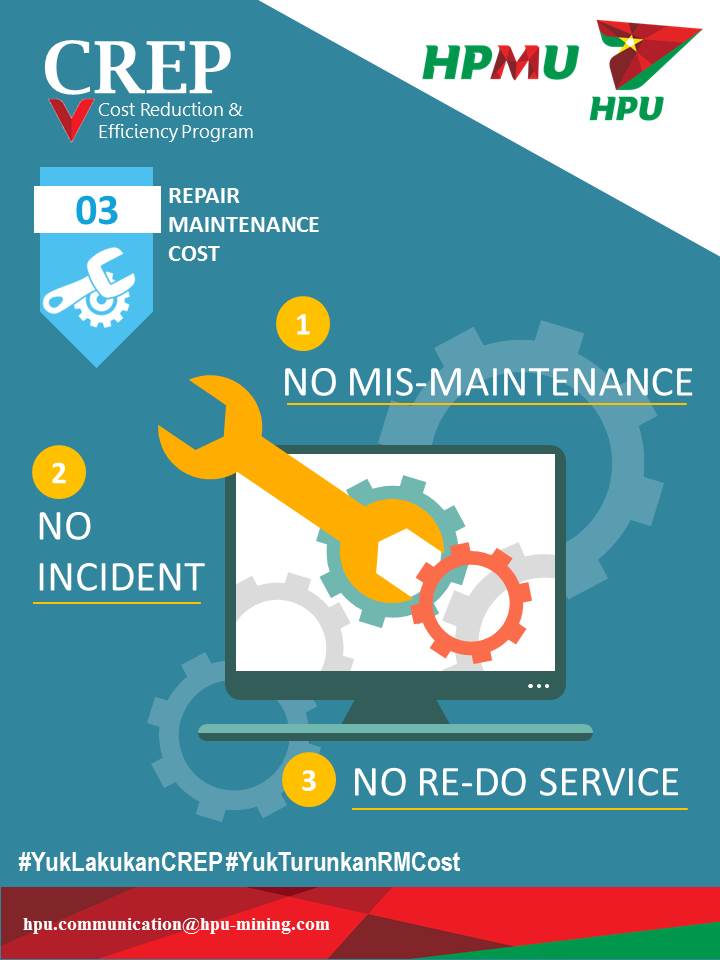 CREP
Cost Reduction &
Efficiency Program
HPMU
HPU
03
REPAIR
MAINTENANCE
COST
1
NO MIS-MAINTENANCE
2
NO
INCIDENT
3
NO RE-DO SERVICE
#YukLakukanCREP #YukTurunkanRMCost
hpu.communication@hpu-mining.com